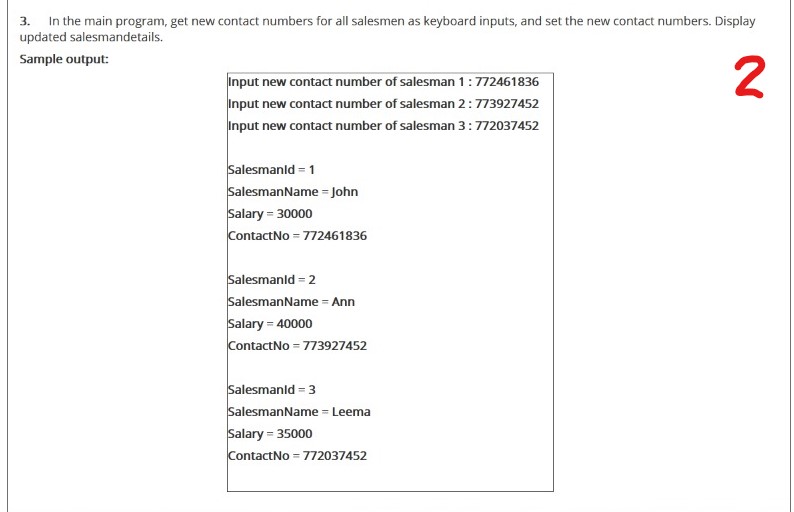 3. In the main program, get new contact numbers for all salesmen as keyboard inputs, and set the new contact numbers. Display
updated salesmandetails.
Sample output:
2
Input new contact number of salesman 1 : 772461836
Input new contact number of salesman 2 : 773927452
Input new contact number of salesman 3 : 772037452
SalesmanId = 1
SalesmanName = John
Salary = 30000
ContactNo = 772461836
SalesmanId = 2
SalesmanName = Ann
Salary = 40000
ContactNo = 773927452
SalesmanId = 3
SalesmanName = Leema
Salary = 35000
ContactNo = 772037452